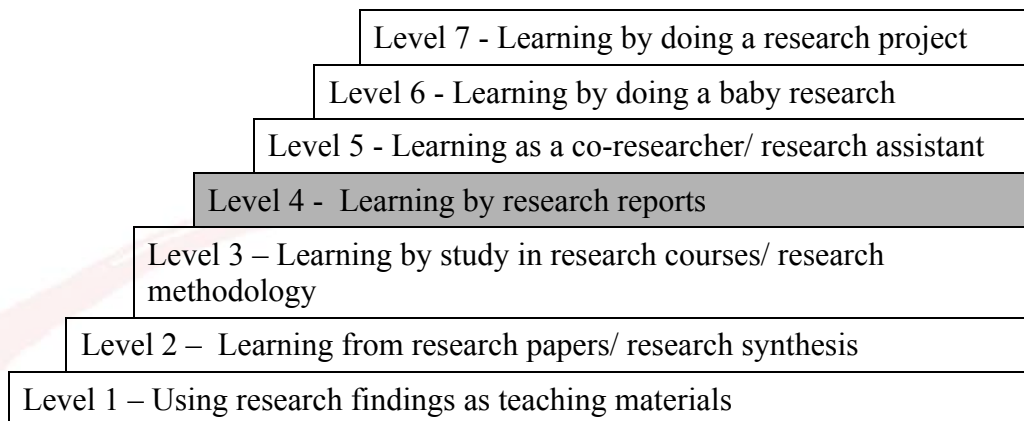 Level 7 - Learning by doing a research project
Level 6 - Learning by doing a baby research
Level 5 - Learning as a co-researcher/ research assistant
Level 4 -  Learning by research reports
Level 3 – Learning by study in research courses/ research
methodology
Level 2 –  Learning from research papers/ research synthesis
Level 1 – Using research findings as teaching materials